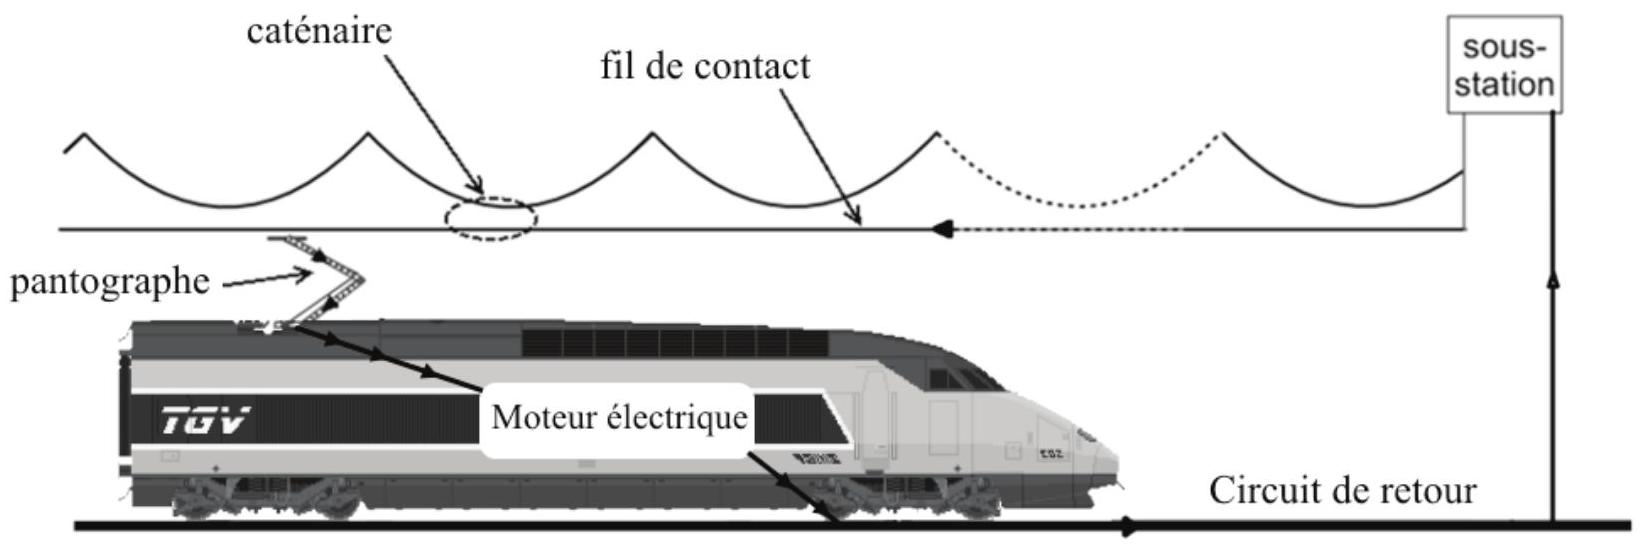 caténaire
fil de contact
sous-
station
pantographe
TGV
Moteur électrique
Circuit de retour